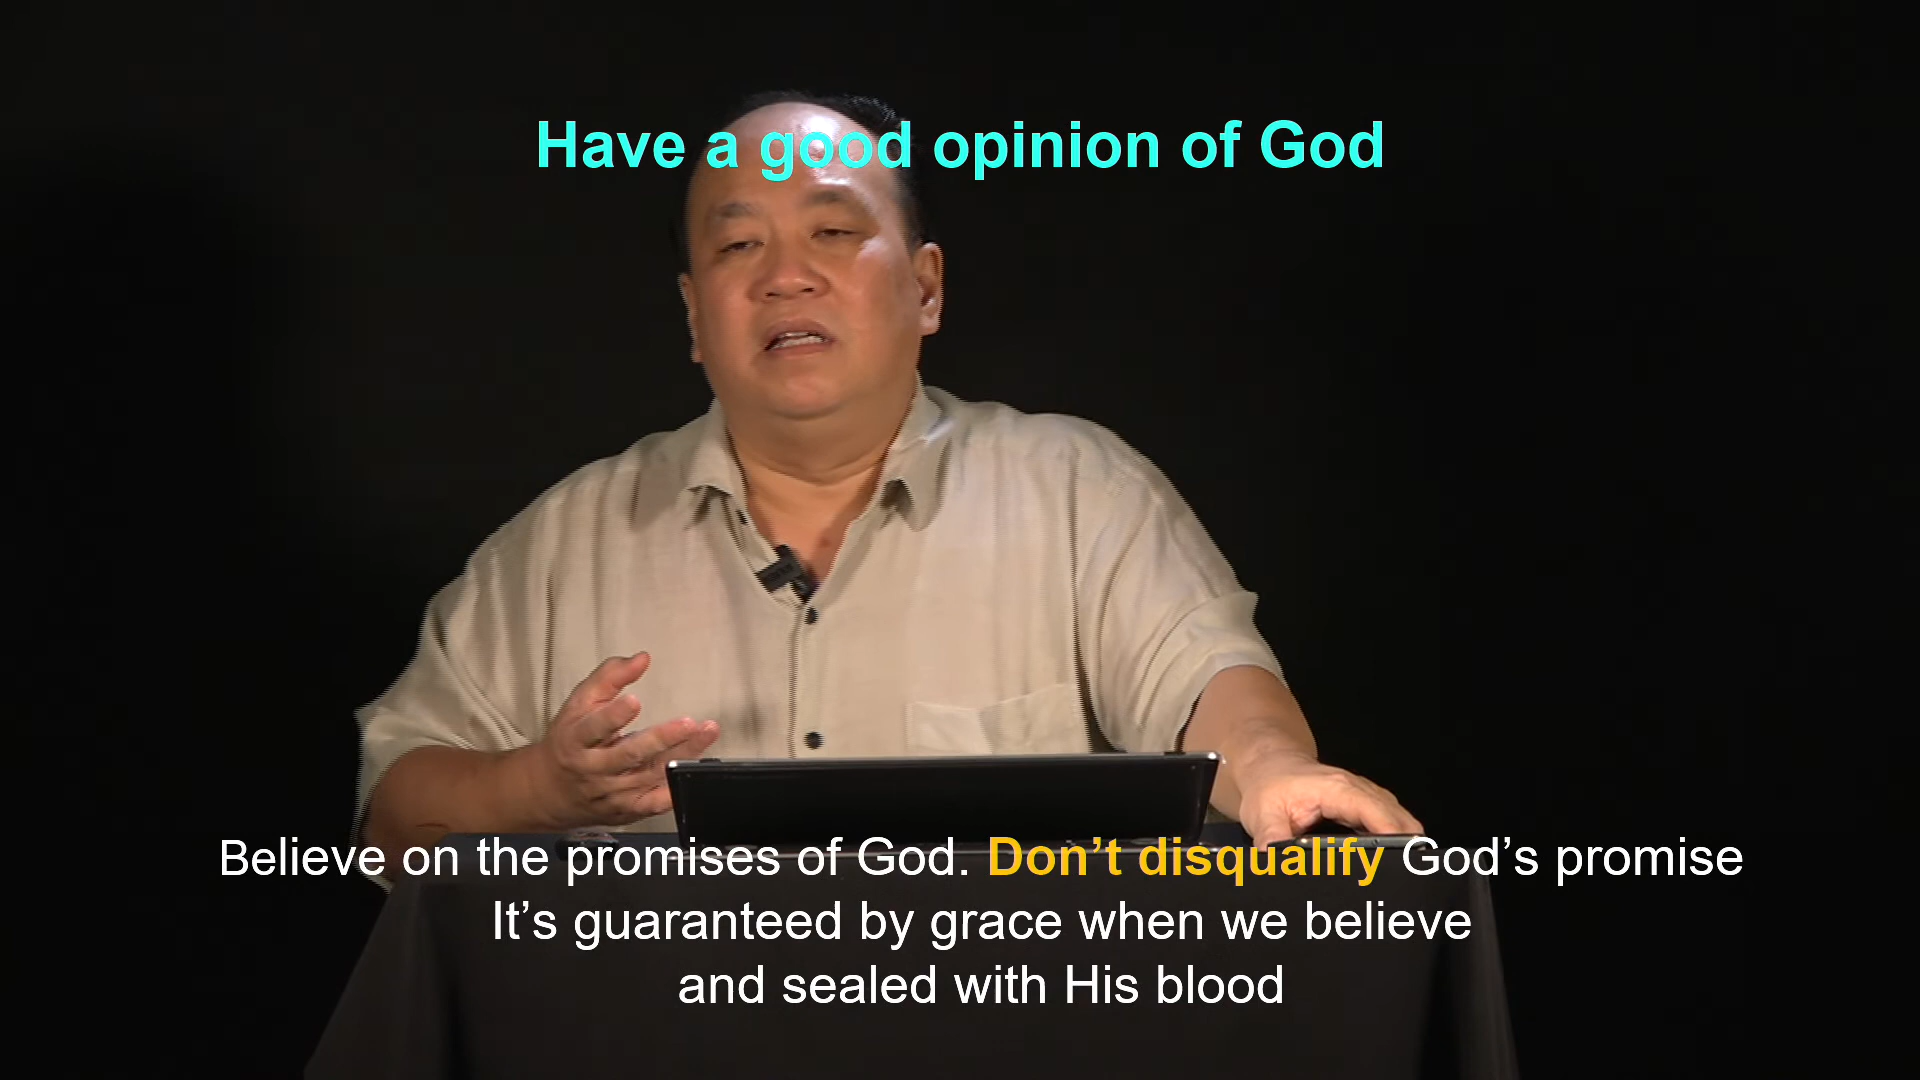 Have a good opinion of God
Believe on the promises of God. Don’t disqualify God’s promise
It’s guaranteed by grace when we believe
and sealed with His blood